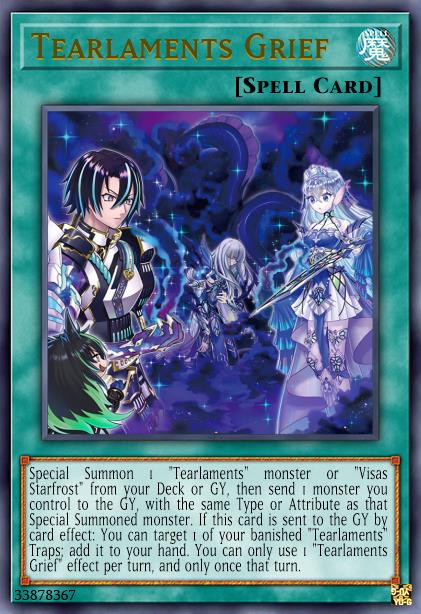 Tearlaments Grief
SPELL
魔
[Spell Card]
Special Summon 1 "Tearlaments" monster or "Visas
Starfrost" from your Deck or GY, then send 1 monster you
control to the GY, with the same Type or Attribute as that
Special Summoned monster. If this card is sent to the GY by
card effect: You can target 1 of your banished "Tearlaments"
Traps; add it to your hand. You can only use 1 "Tearlaments
Grief" effect per turn, and only once that turn.
33878367